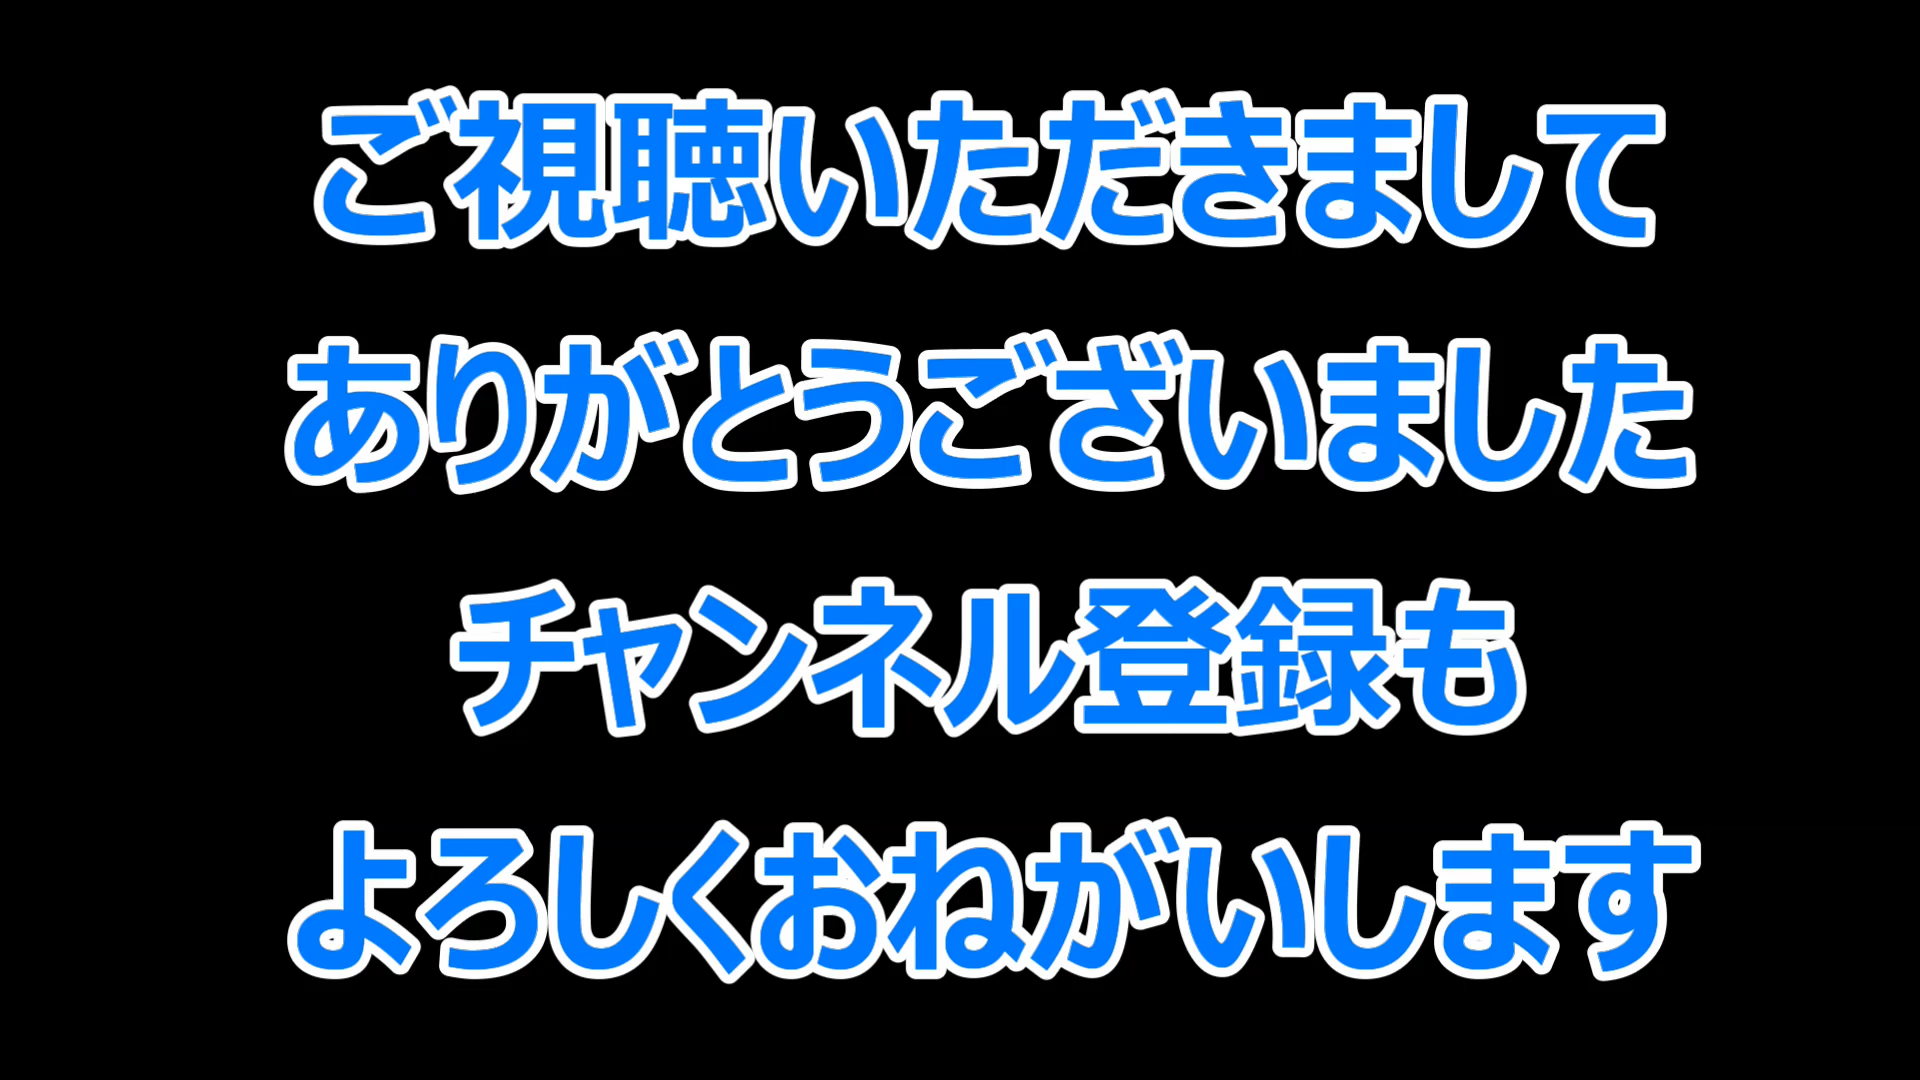 ご視聴いただきまして
ありがとうございました
チャンネル登録も
よろしくおねがいします